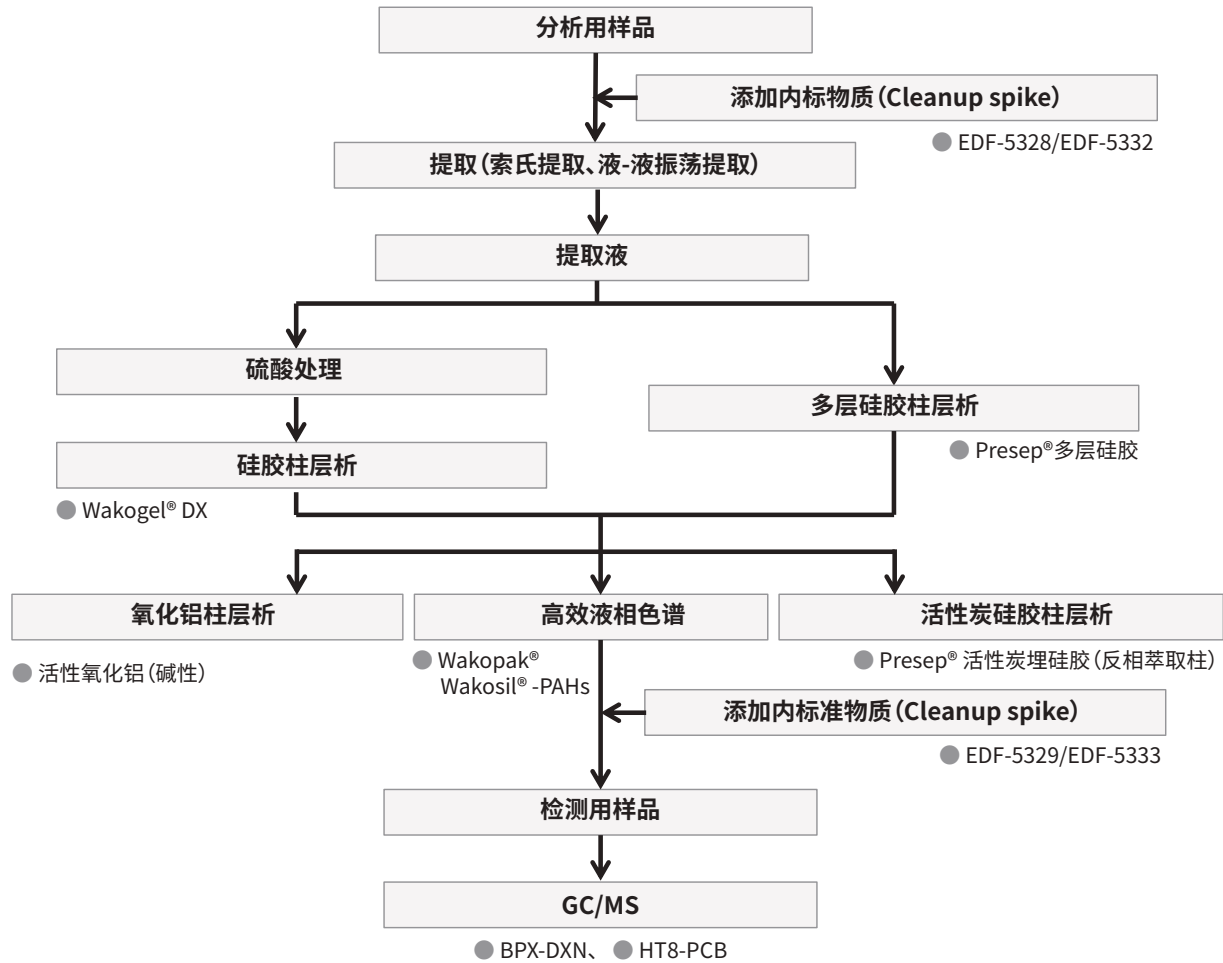 分析用样品
添加内标物质（Cleanup spike）
EDF-5328/EDF-5332
提取（索氏提取、液-液振荡提取）
提取液
硫酸处理
多层硅胶柱层析
Presep®多层硅胶
硅胶柱层析
Wakogel® DX
氧化铝柱层析
高效液相色谱
活性炭硅胶柱层析
活性氧化铝（碱性）
Wakopak®
Wakosil® -PAHs
Presep® 活性炭埋硅胶（反相萃取柱）
添加内标准物质（Cleanup spike）
EDF-5329/EDF-5333
检测用样品
GC/MS
BPX-DXN、 HT8-PCB